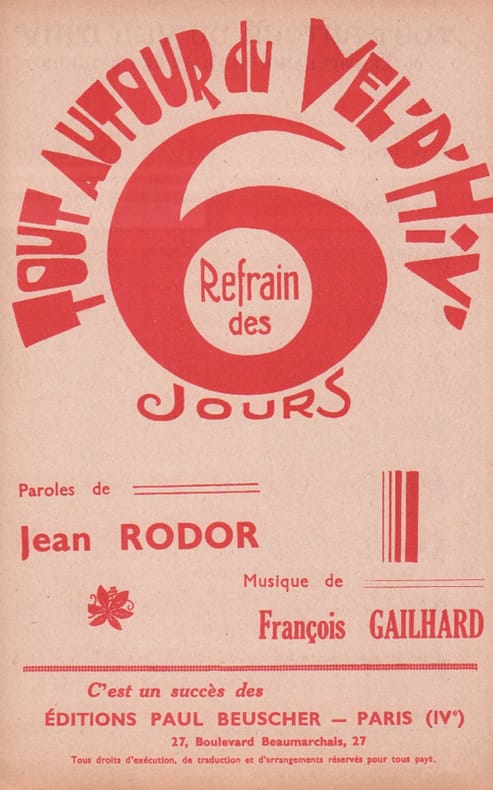 TOUT AUTOUR du VEL'D'HiV'
6
Refrain
des
JOURS
Paroles de
Jean RODOR
Musique de
François GAILHARD
C'est un succès des
ÉDITIONS PAUL BEUSCHER — PARIS (IVᵉ)
27, Boulevard Beaumarchais, 27
Tous droits d'exécution, de traduction et d'arrangements réservés pour tous pays.